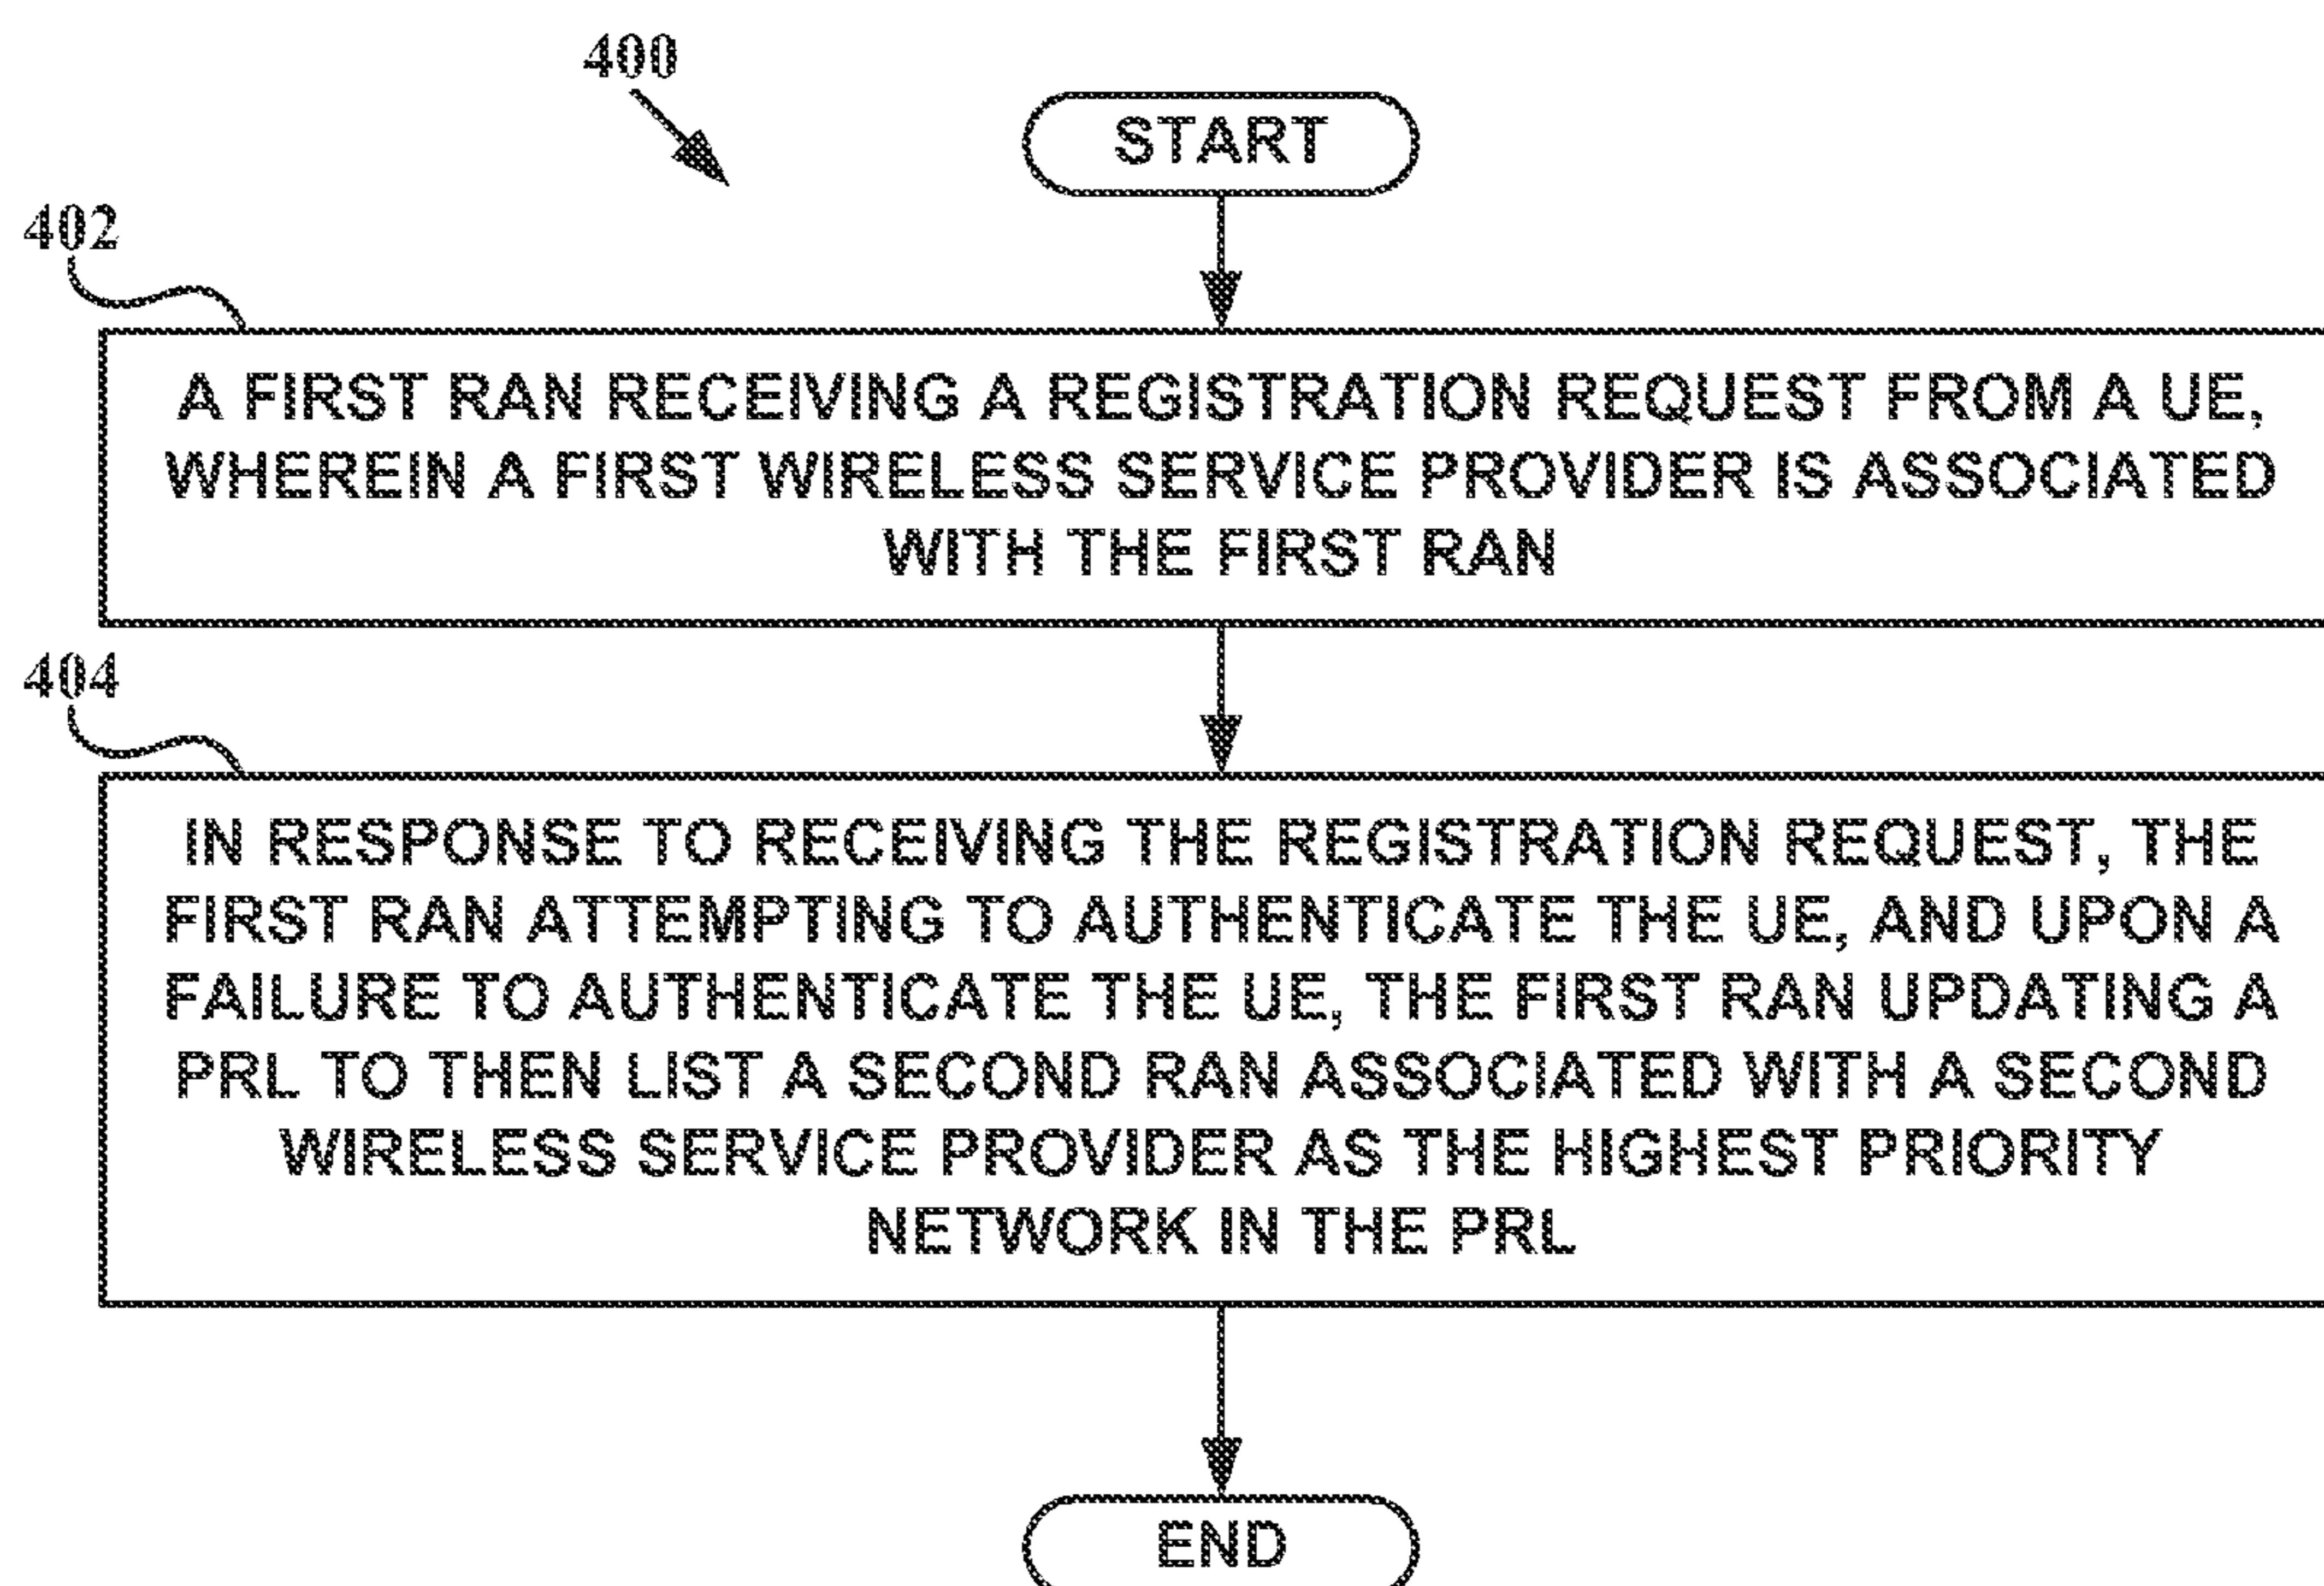 400
START
402
A FIRST RAN RECEIVING A REGISTRATION REQUEST FROM A UE,
WHEREIN A FIRST WIRELESS SERVICE PROVIDER IS ASSOCIATED
WITH THE FIRST RAN
404
IN RESPONSE TO RECEIVING THE REGISTRATION REQUEST, THE
FIRST RAN ATTEMPTING TO AUTHENTICATE THE UE, AND UPON A
FAILURE TO AUTHENTICATE THE UE, THE FIRST RAN UPDATING A
PRL TO THEN LIST A SECOND RAN ASSOCIATED WITH A SECOND
WIRELESS SERVICE PROVIDER AS THE HIGHEST PRIORITY
NETWORK IN THE PRL
END